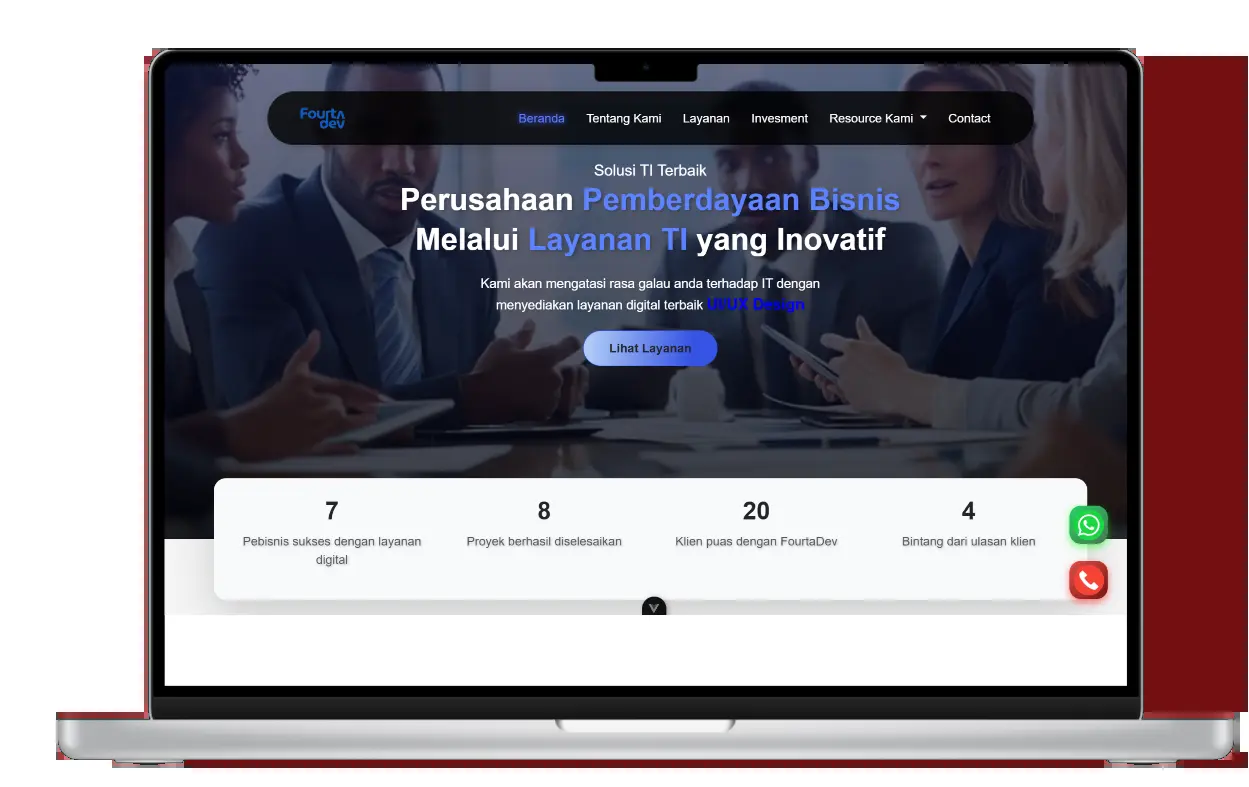 Fourta
dev
Beranda Tentang Kami Layanan Invesment Resource Kami Contact
Solusi TI Terbaik
Perusahaan Pemberdayaan Bisnis
Melalui Layanan TI yang Inovatif
Kami akan mengatasi rasa galau anda terhadap IT dengan
menyediakan layanan digital terbaik UI/UX Design
Lihat Layanan
7 8 20 4
Pebisnis sukses dengan layanan Proyek berhasil diselesaikan Klien puas dengan FourtaDev Bintang dari ulasan klien
digital